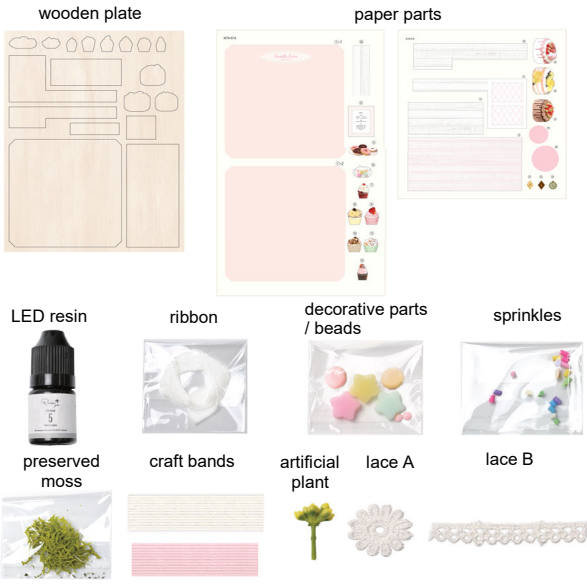 wooden plate
paper parts
LED resin
ribbon
decorative parts
/ beads
sprinkles
5
preserved
moss
craft bands
artificial
plant
lace A
lace B